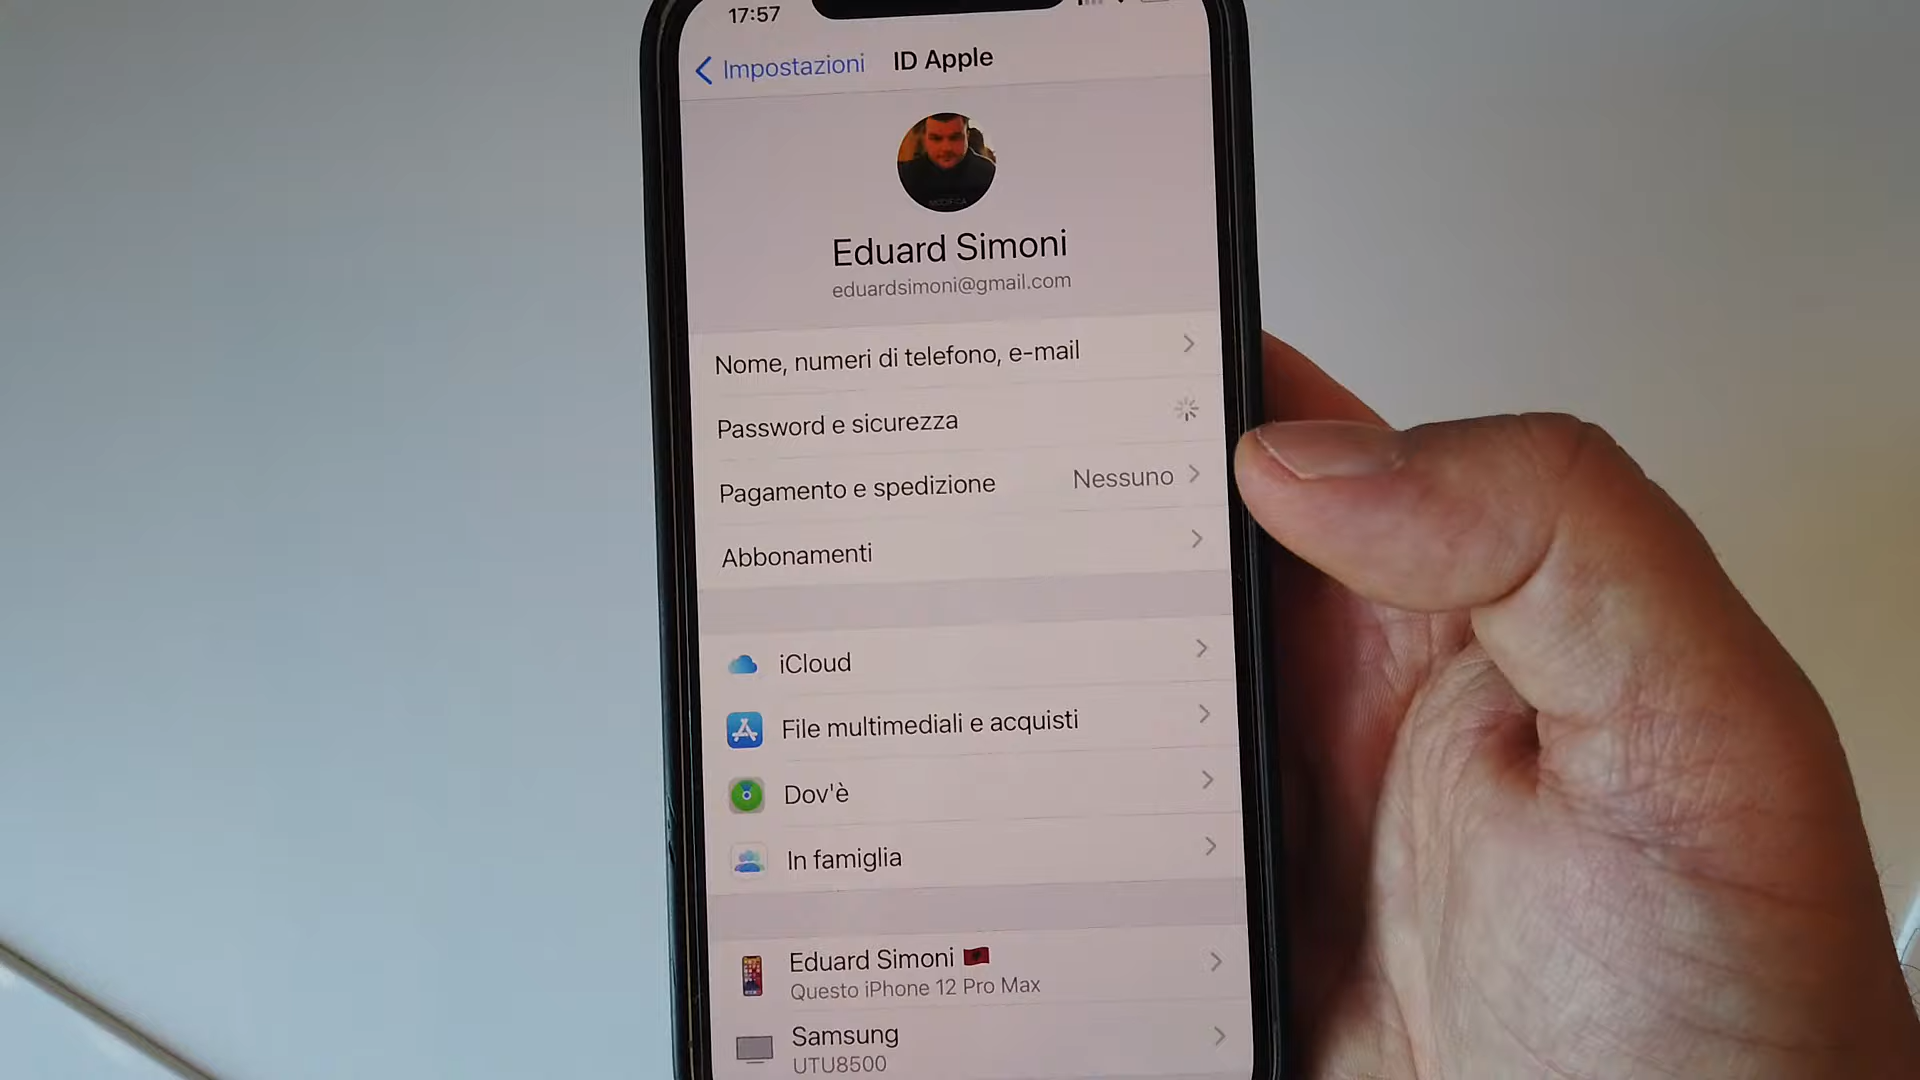 17:57
Impostazioni ID Apple
MODIFICA
Eduard Simoni
eduardsimoni@gmail.com
Nome, numeri di telefono, e-mail
Password e sicurezza
Pagamento e spedizione Nessuno
Abbonamenti
iCloud
File multimediali e acquisti
Dov'è
In famiglia
Eduard Simoni 🇦🇱
Questo iPhone 12 Pro Max
Samsung
UTU8500